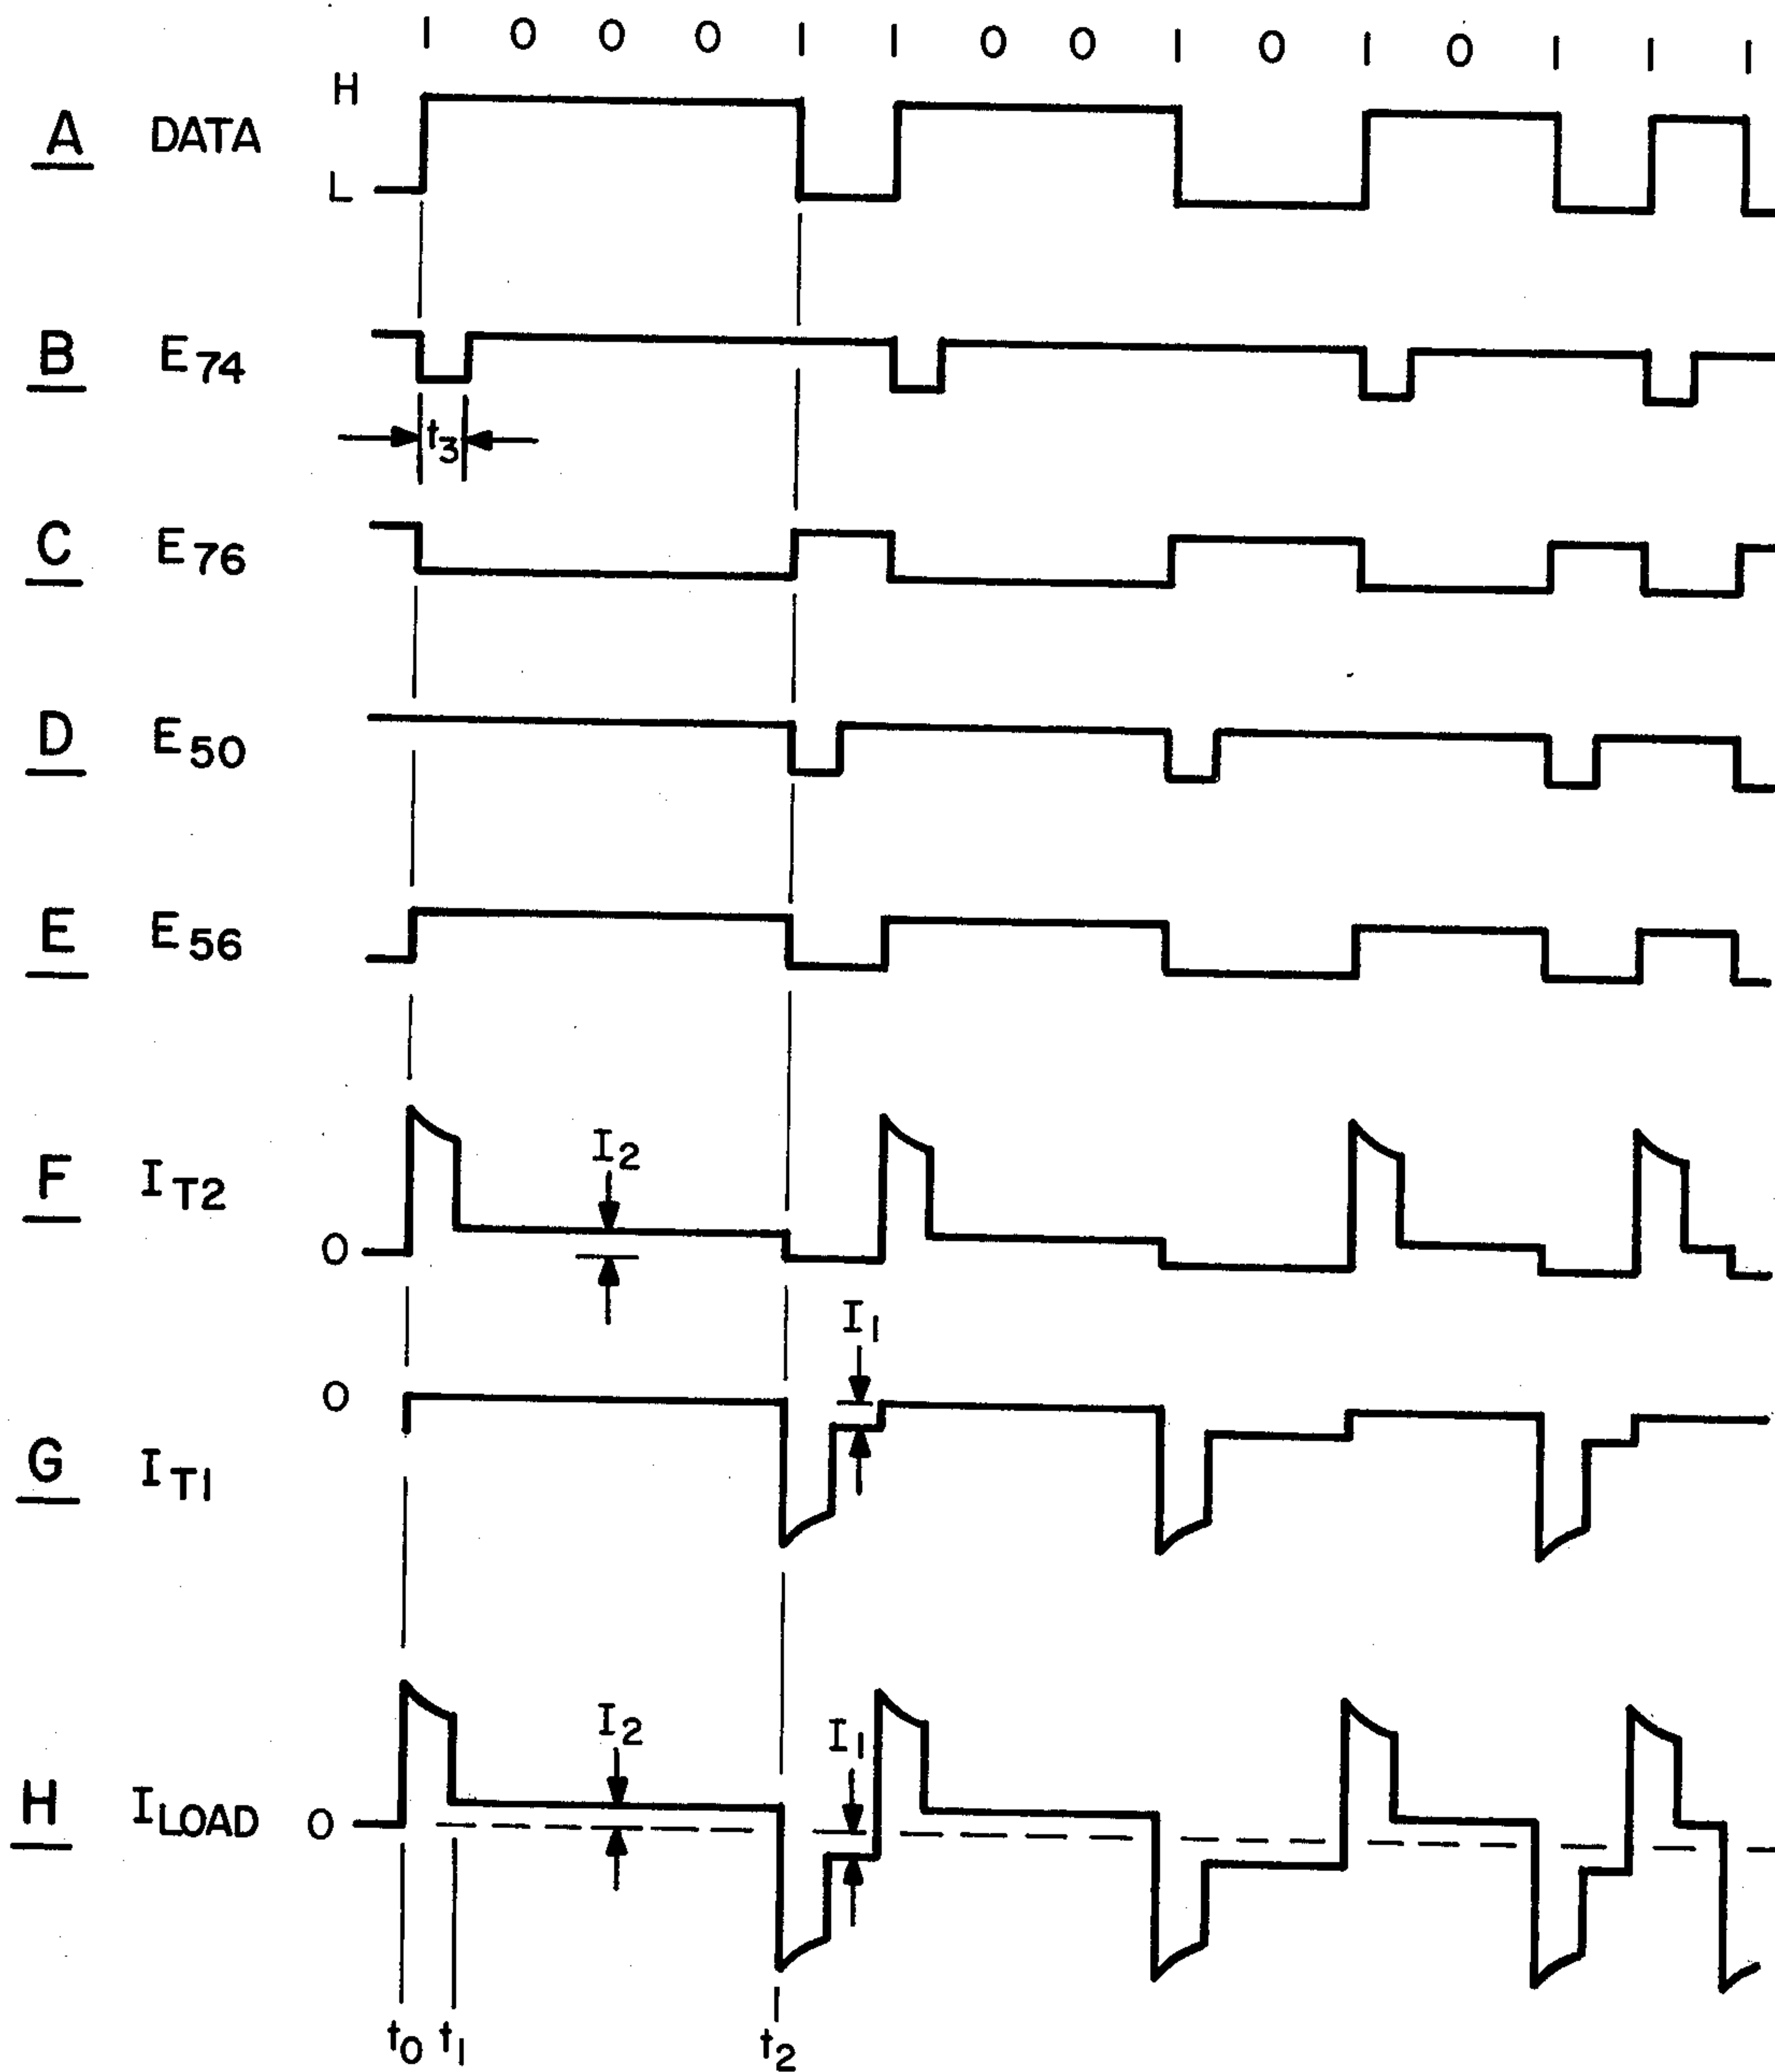 1 0 0 0 1 1 0 0 1 0 1 0 1 1 1
H
A DATA
L
B E74
t3
C E76
D E50
E E56
I2
F IT2
0
I1
0
G IT1
I2
I1
H ILOAD 0
t0 t1 t2